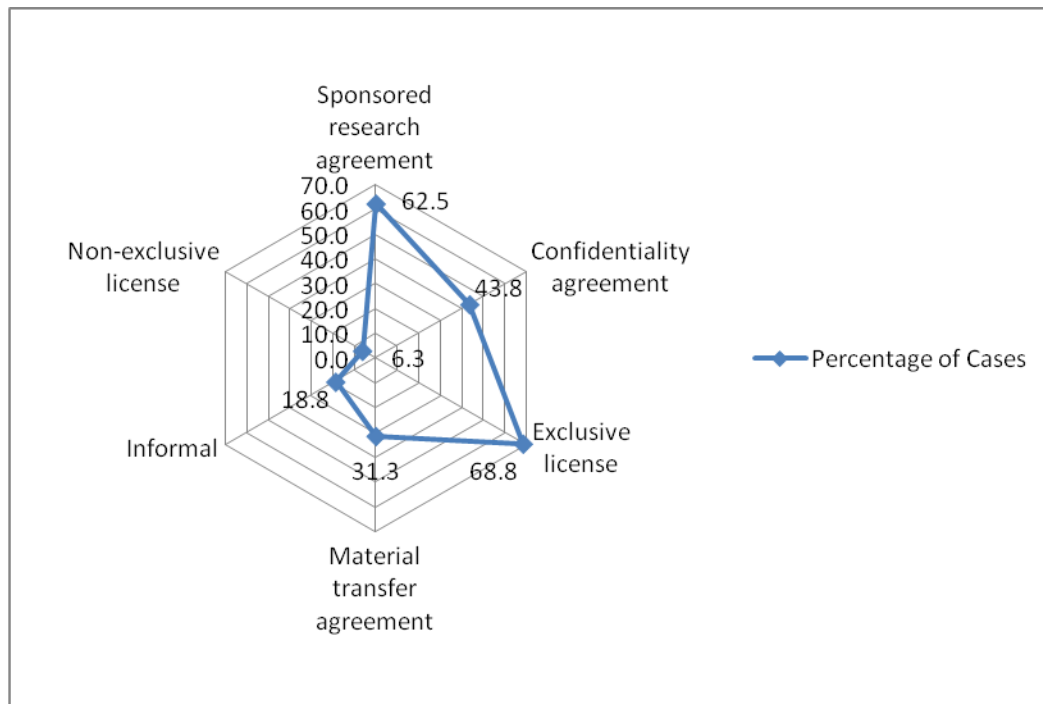 Sponsored
research
agreement
70.0
62.5
60.0
50.0
Non-exclusive
license
40.0
Confidentiality
agreement
30.0
43.8
20.0
10.0
0.0
6.3
Percentage of Cases
18.8
Informal
Exclusive
license
31.3
68.8
Material
transfer
agreement